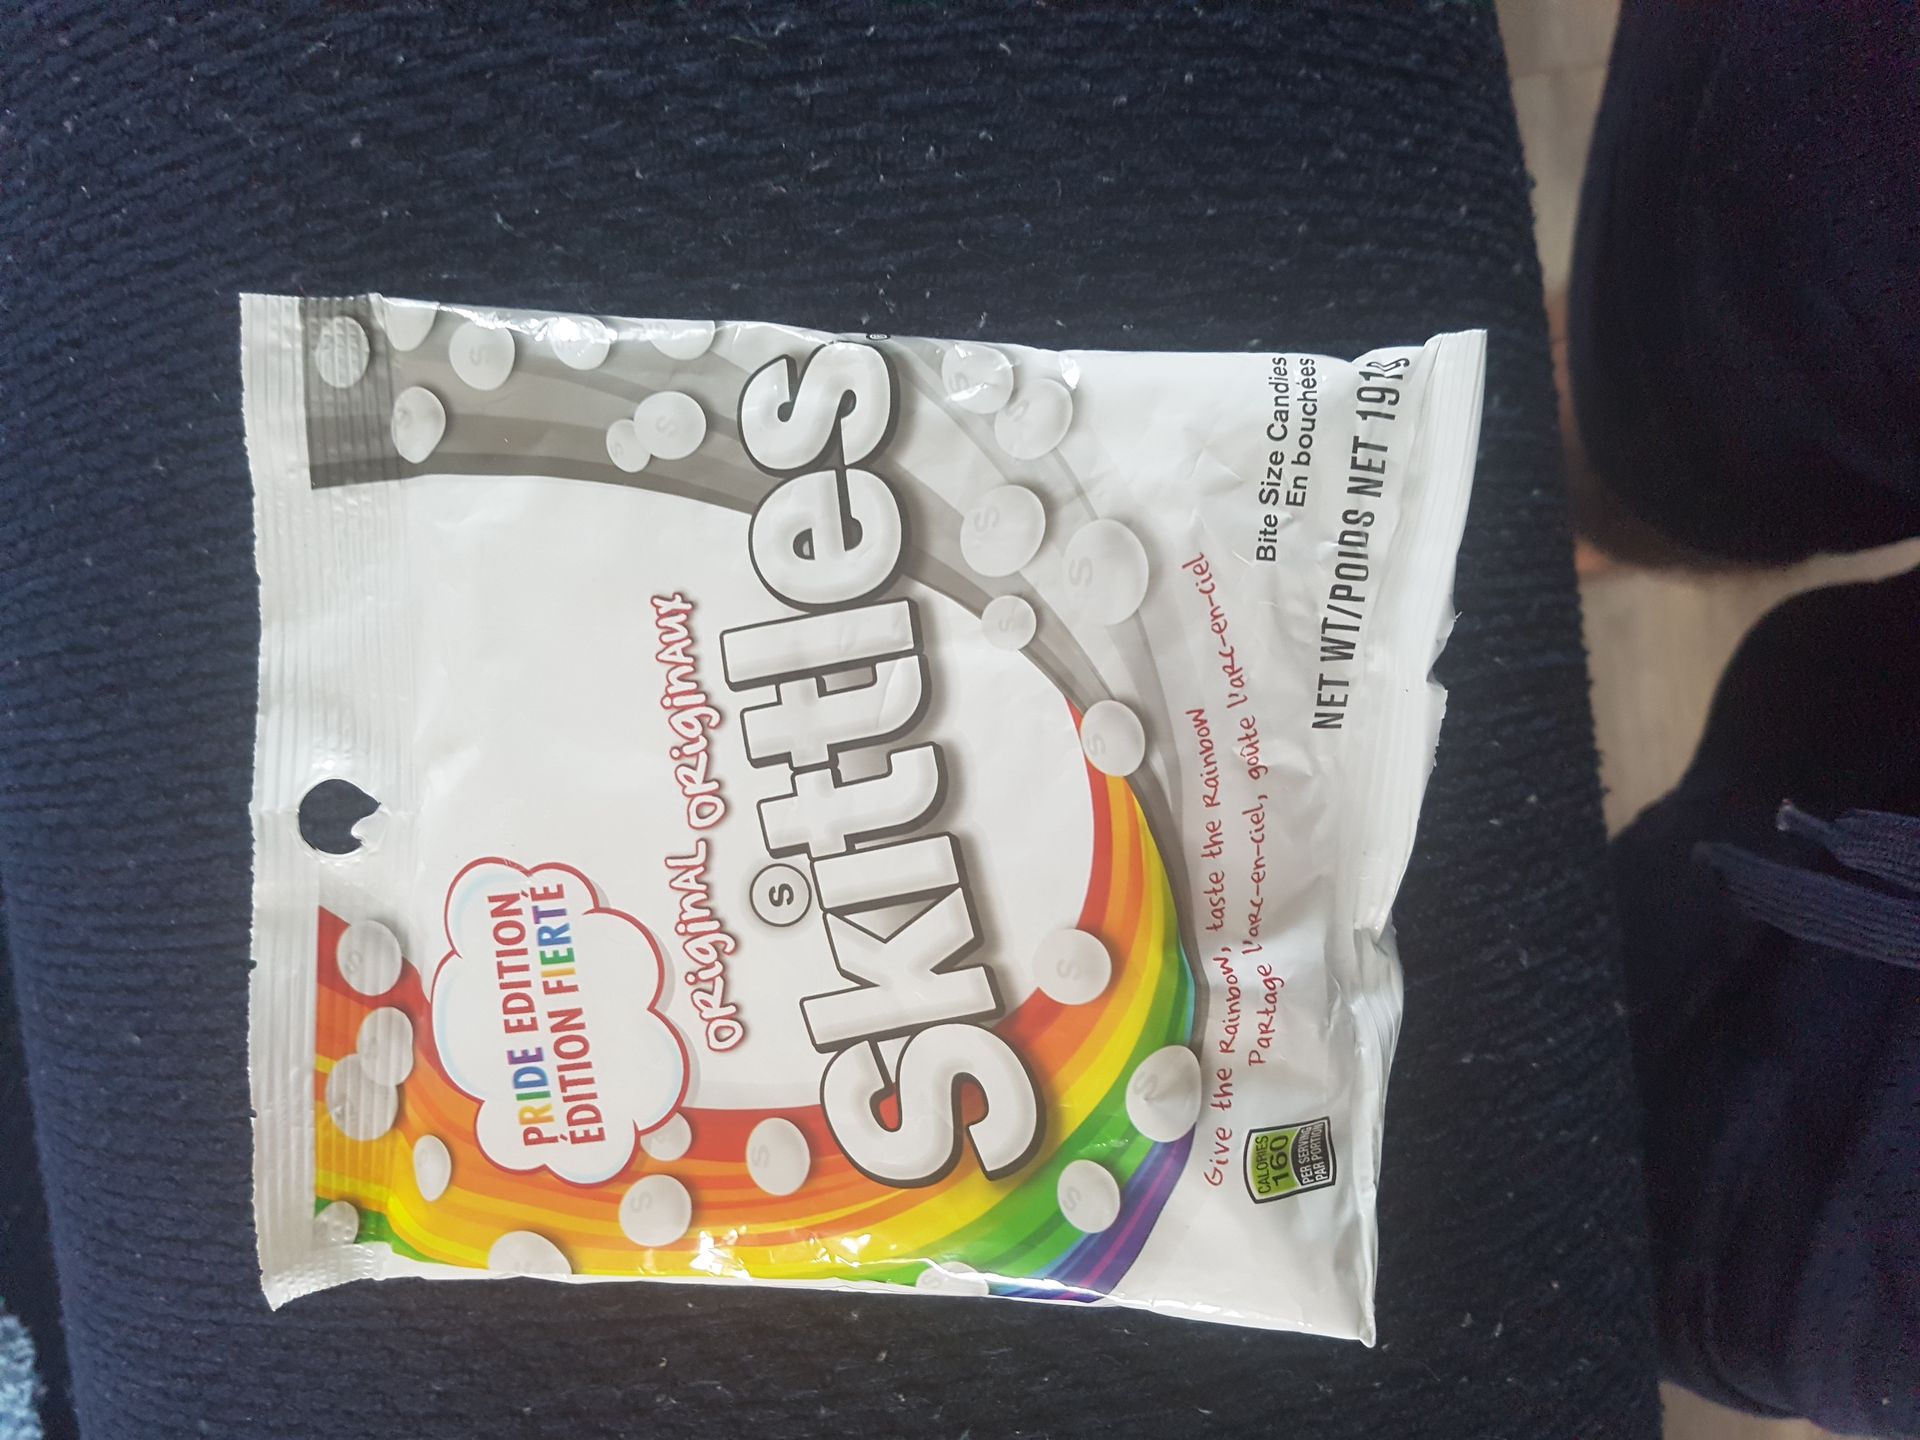 PRIDE EDITION
ÉDITION FIERTÉ
ORIGINAL ORIGINAUX
S
skittles
Give the Rainbow, taste the Rainbow
Partage l'arc-en-ciel, goûte l'arc-en-ciel
CALORIES
160
PER SERVING
PAR PORTION
Bite Size Candies
En bouchées
NET WT/POIDS NET 191g